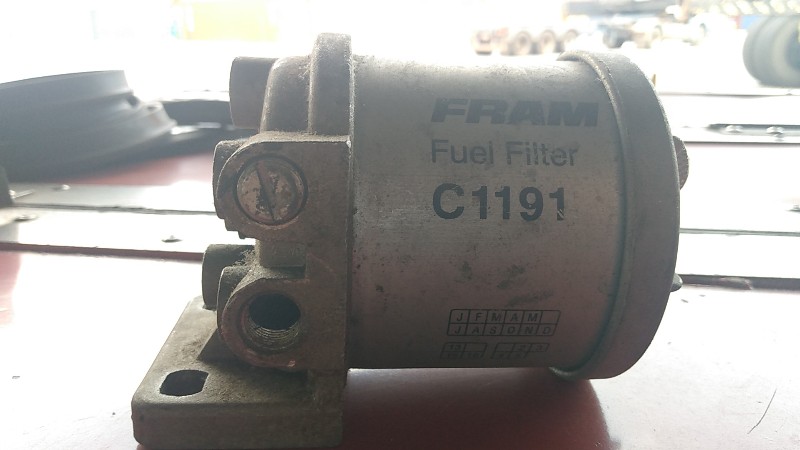 FRAM
Fuel Filter
C1191
J F M A M
J A S O N D